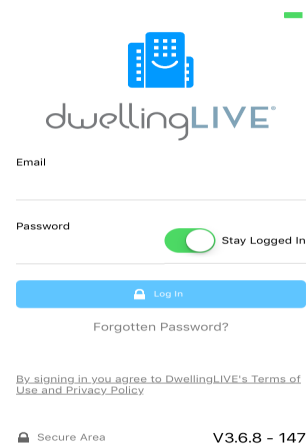 dwellingLIVE®
Email
Password
Stay Logged In
Log In
Forgotten Password?
By signing in you agree to DwellingLIVE's Terms of
Use and Privacy Policy
Secure Area V3.6.8 - 147